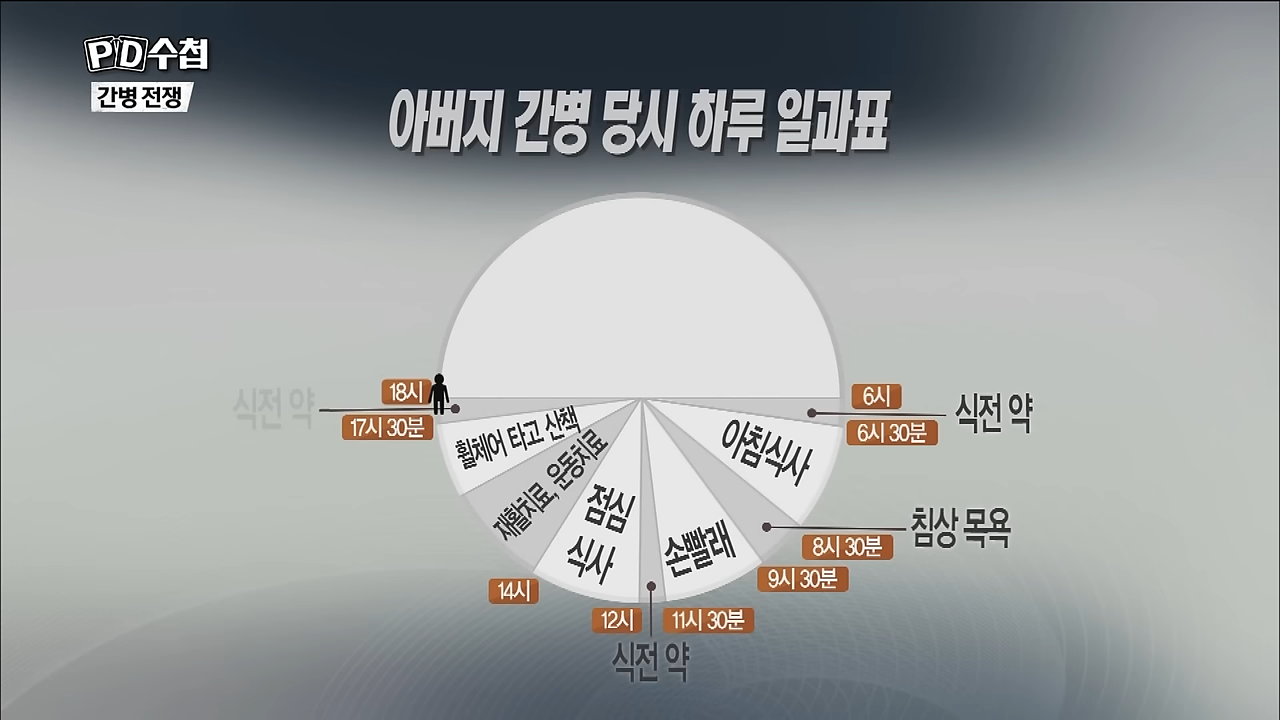 PD수첩
간병 전쟁
아버지 간병 당시 하루 일과표
18시
17시 30분
식전 약
6시
6시 30분
식전 약
휠체어 타고 산책
재활치료, 운동치료
점심
식사
손빨래
아침식사
침상 목욕
8시 30분
9시 30분
14시
12시
11시 30분
식전 약